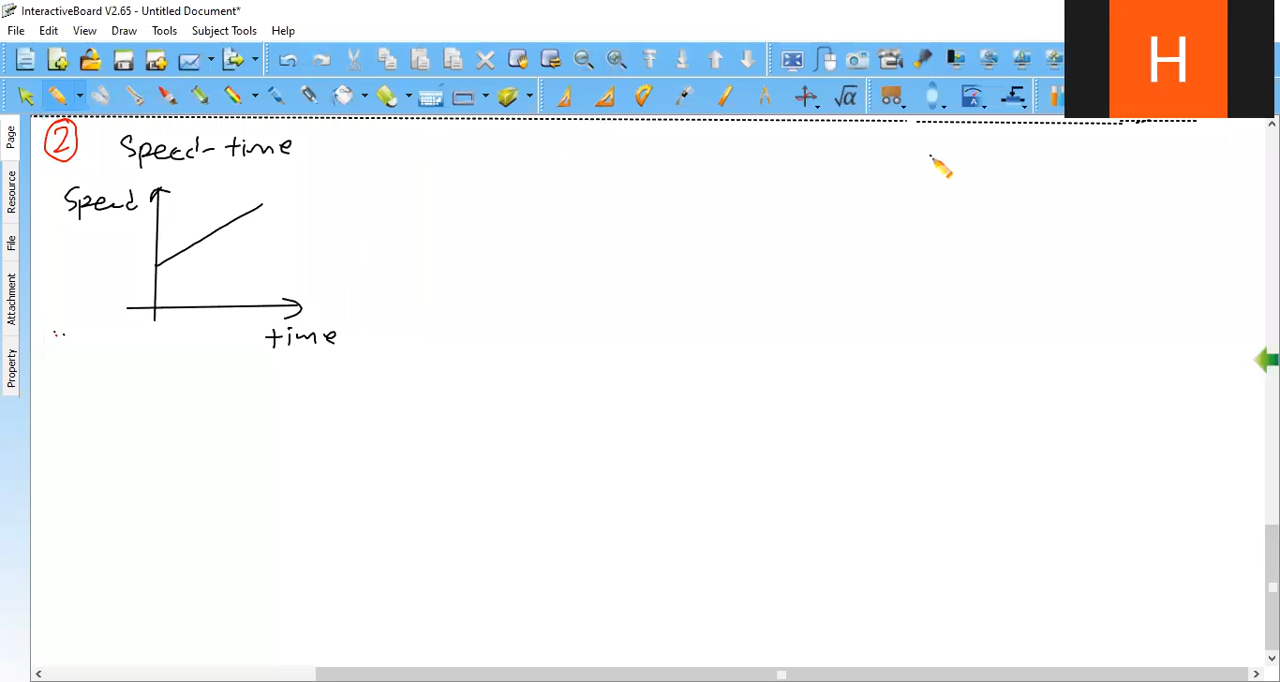 InteractiveBoard V2.65 - Untitled Document*
File Edit View Draw Tools Subject Tools Help
H
Page
Resource
File
Attachment
Property
2 Speed-time
Speed
time